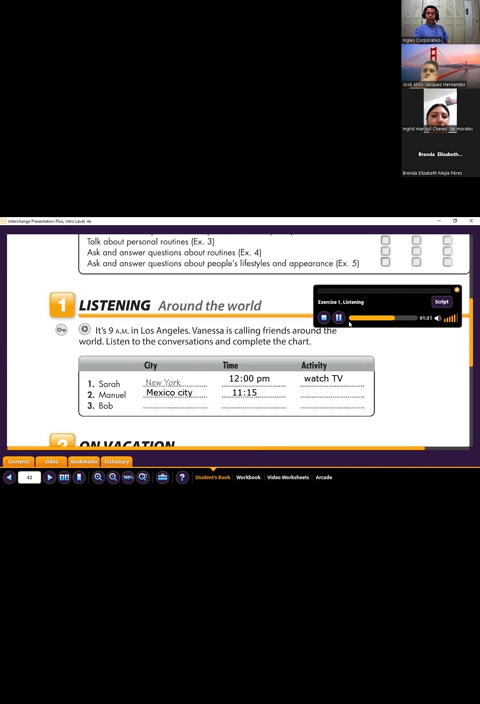 Ingles Corporativo
José Atilio Vasquez Hernandez
Ingrid marisol Chavez de morales
Brenda Elizabeth...
Brenda Elizabeth Mejia Pérez
Interchange Presentation Plus, Intro Level, 4e
Talk about personal routines (Ex. 3)
Ask and answer questions about routines (Ex. 4)
Ask and answer questions about people's lifestyles and appearance (Ex. 5)
Exercise 1, Listening
Script
01:31
1 LISTENING Around the world
It's 9 A.M. in Los Angeles. Vanessa is calling friends around the
world. Listen to the conversations and complete the chart.
City Time Activity
1. Sarah New York 12:00 pm watch TV
2. Manuel Mexico city 11:15
3. Bob
2 ON VACATION
Contents Video Bookmarks Dictionary
42 100% ? Student's Book Workbook Video Worksheets Arcade